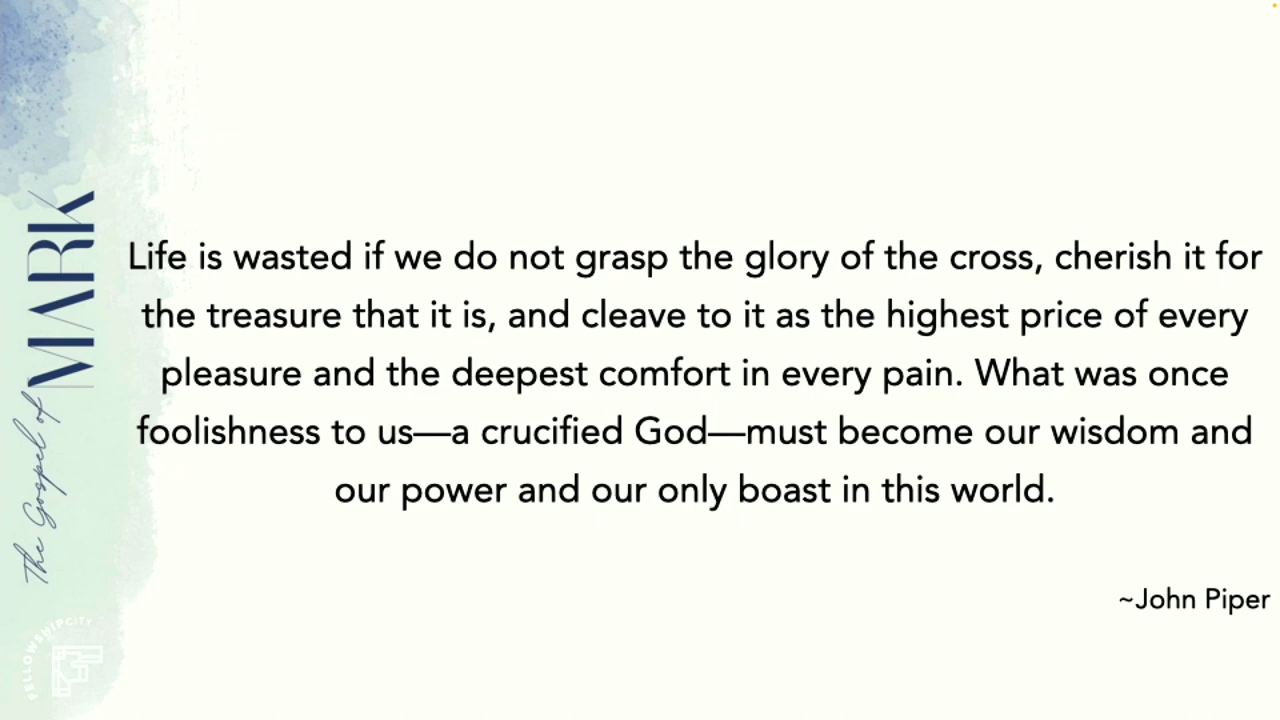 The Gospel of
MARK
Life is wasted if we do not grasp the glory of the cross, cherish it for
the treasure that it is, and cleave to it as the highest price of every
pleasure and the deepest comfort in every pain. What was once
foolishness to us—a crucified God—must become our wisdom and
our power and our only boast in this world.
~John Piper
FELLOWSHIPCITY